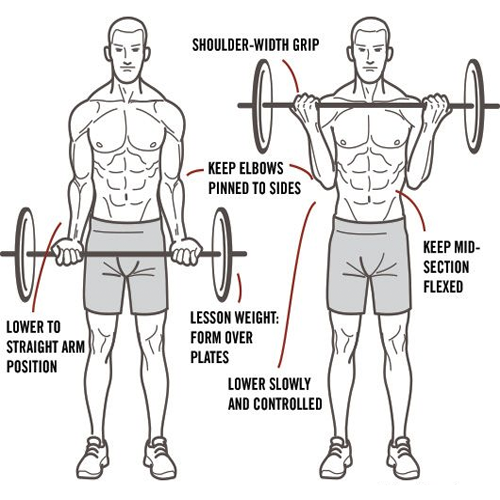 SHOULDER-WIDTH GRIP
KEEP ELBOWS
PINNED TO SIDES
KEEP MID-
SECTION
FLEXED
LOWER TO
STRAIGHT ARM
POSITION
LESSON WEIGHT:
FORM OVER
PLATES
LOWER SLOWLY
AND CONTROLLED